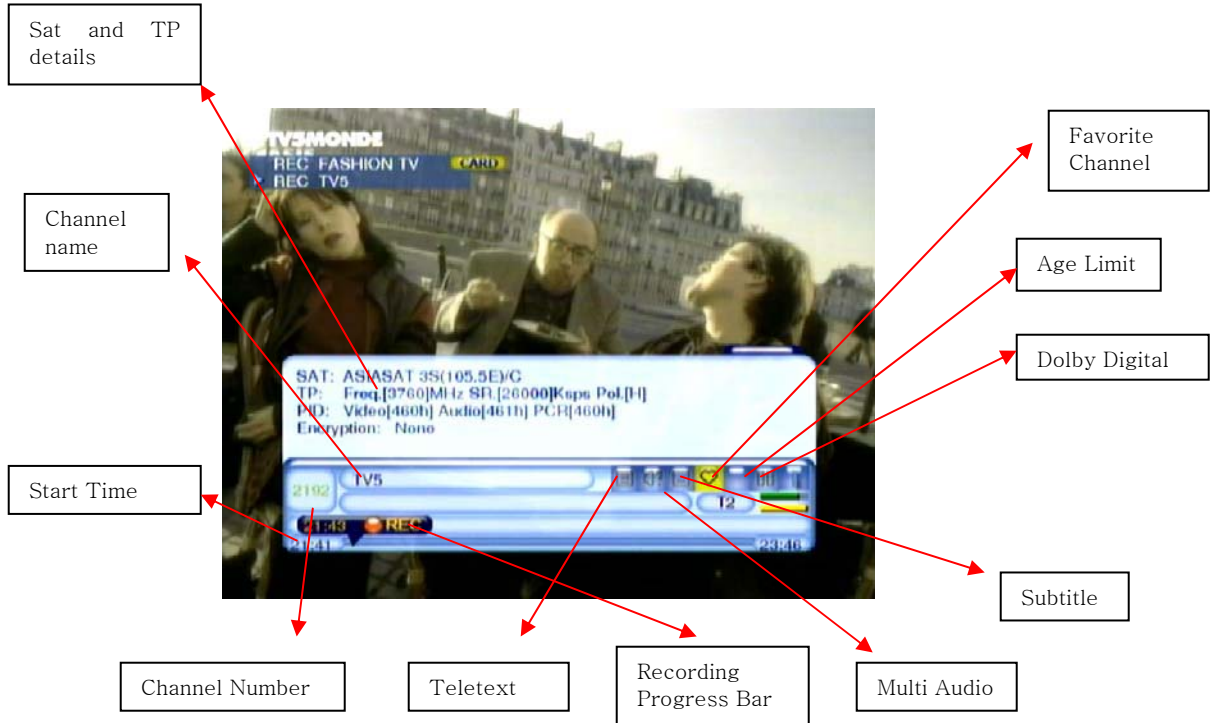 Sat and TP
details
TV5MONDE
ASIE
REC FASHION TV CARD
REC TV5
Favorite
Channel
Channel
name
Age Limit
Dolby Digital
SAT: ASIASAT 3S(105.5E)/C
TP: Freq.[3760]MHz SR.[26000]Ksps Pol.[H]
PID: Video[460h] Audio[461h] PCR[460h]
Encryption: None
Start Time
2192
TV5
T2
21:43 REC
21:41 23:46
Subtitle
Channel Number
Teletext
Recording
Progress Bar
Multi Audio